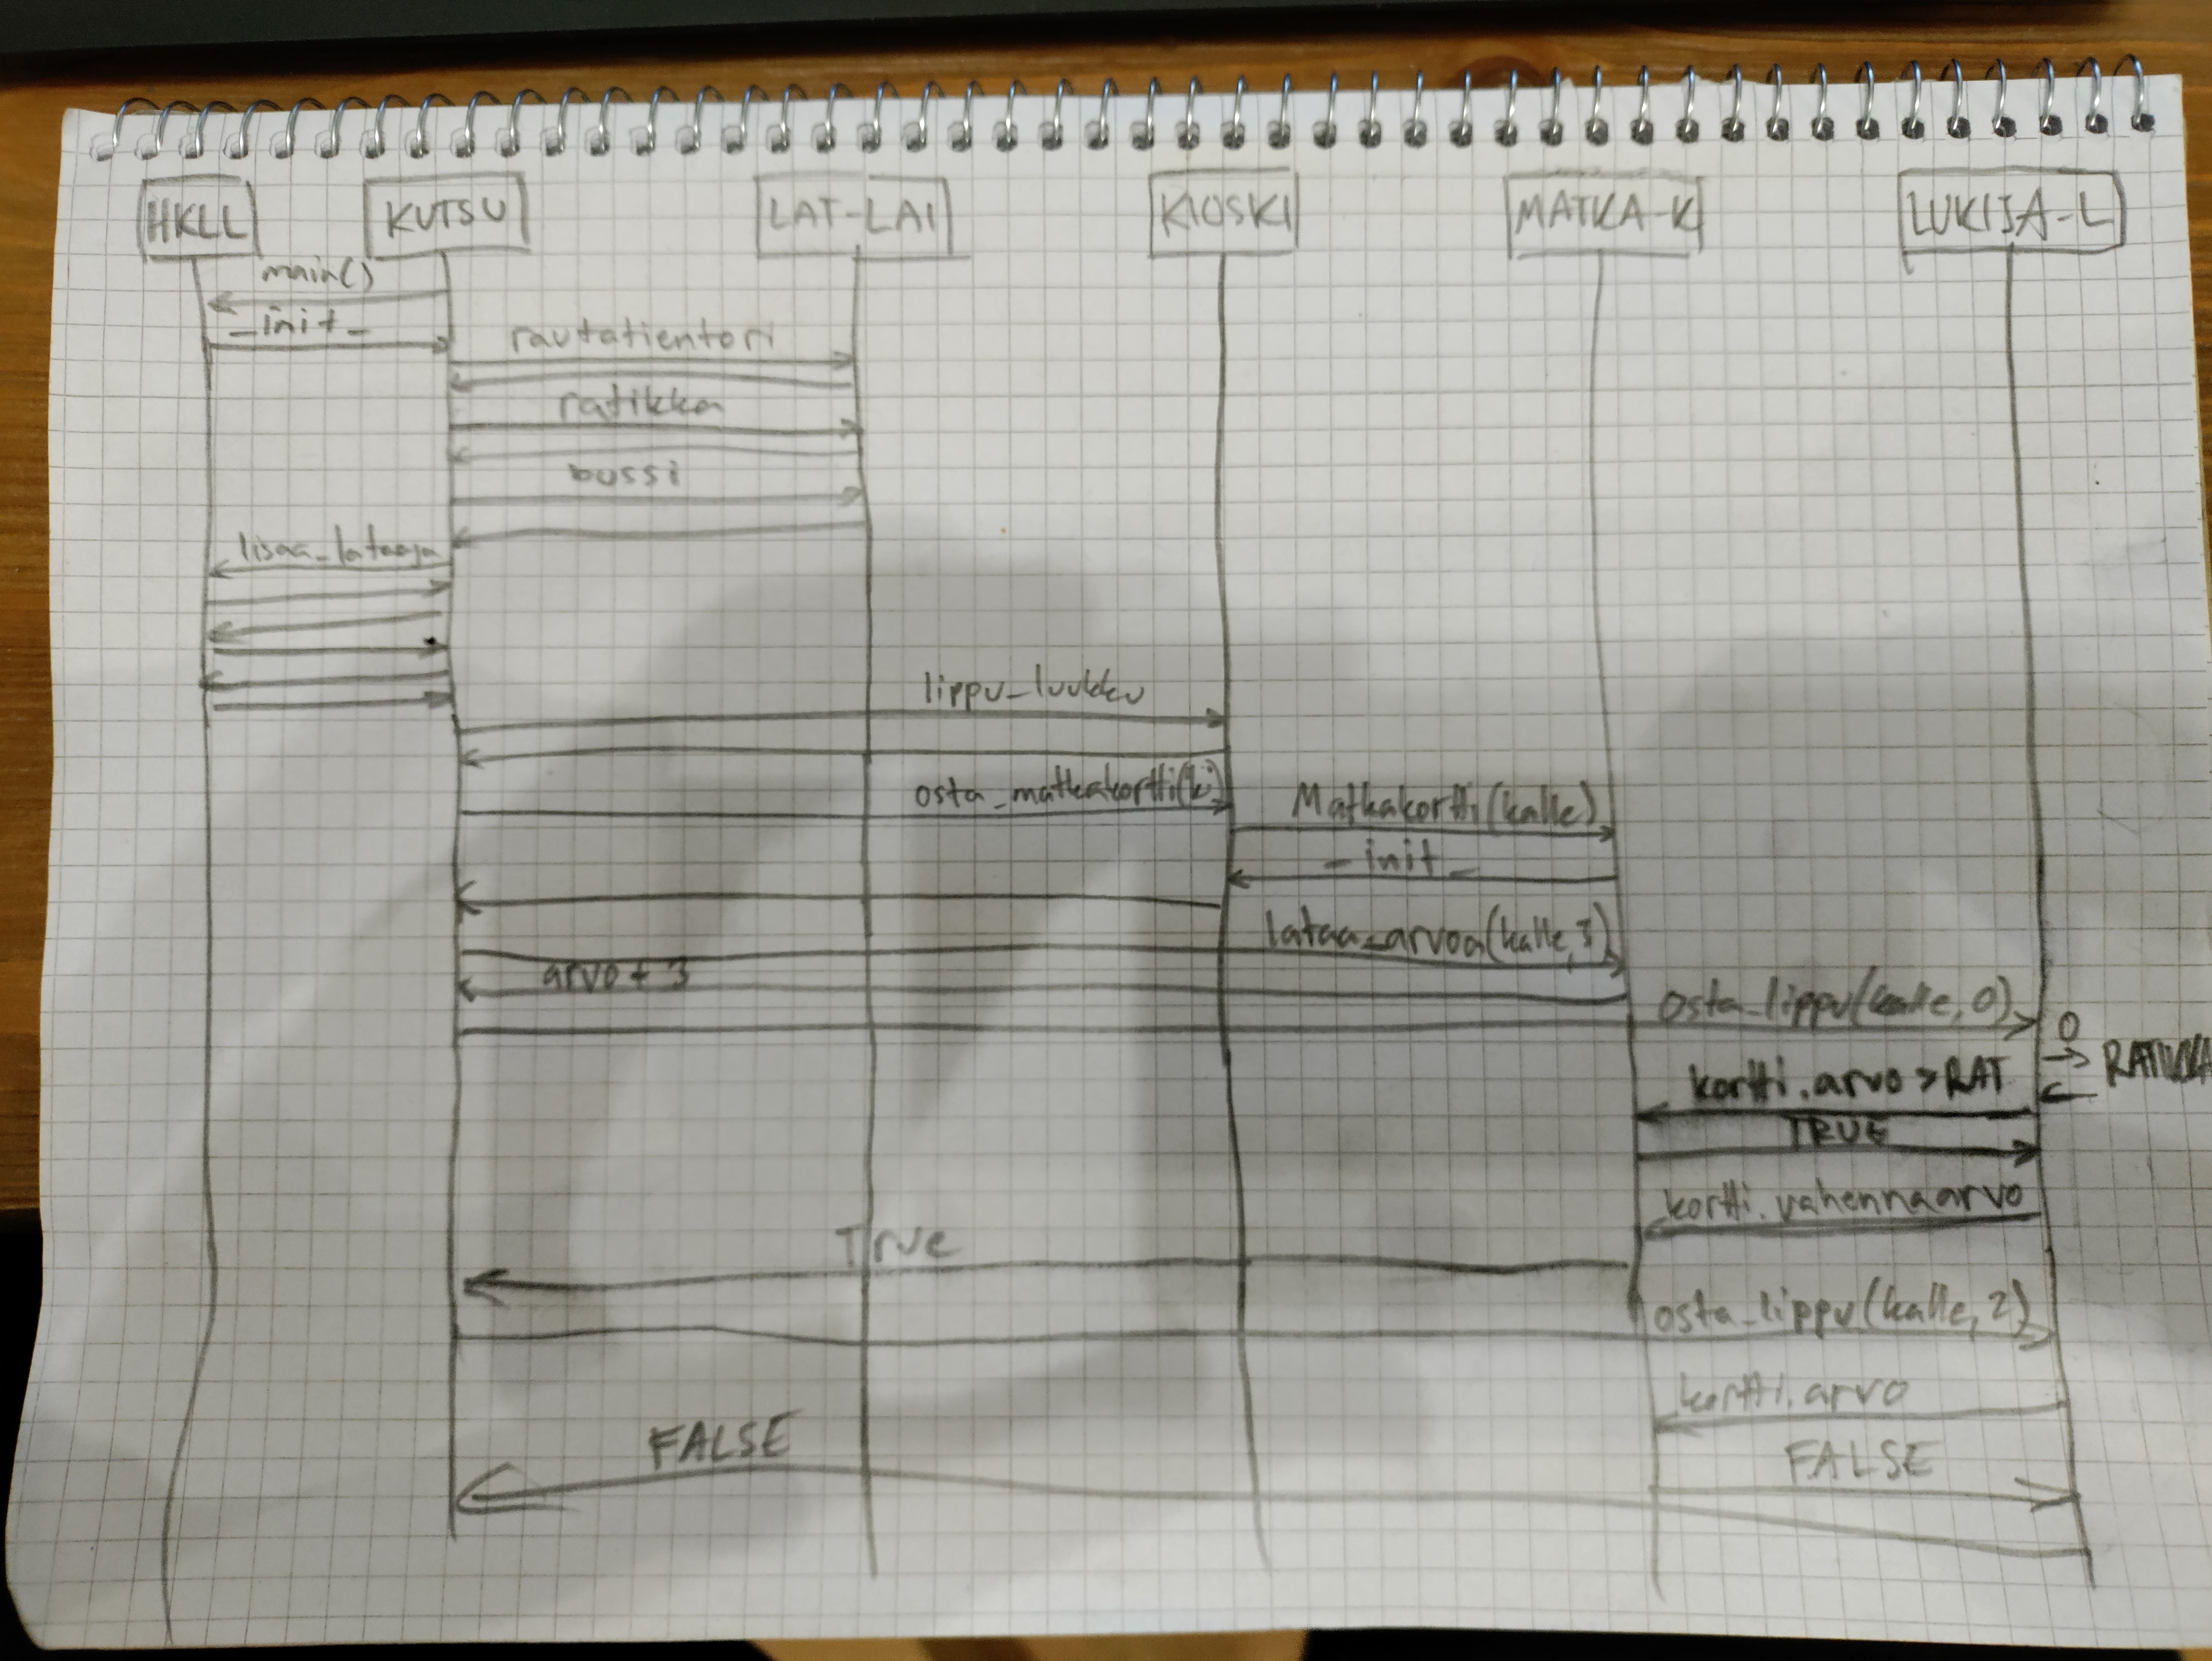 HKLL
KUTSU
LAT-LAI
KIOSKI
MATKA-K
LUKIJA-L
main()
_init_
rautatientori
ratikka
bussi
lisaa_lataaja
lippu_luukku
osta_matkakortti(k)
Matkakortti(kalle)
_init_
lataa_arvoa(kalle,3)
arvo + 3
osta_lippu(kalle, 0)
0
RATIKKA
kortti.arvo > RAT
TRUE
kortti.vahennaarvo
True
osta_lippu(kalle, 2)
kortti.arvo
FALSE
FALSE